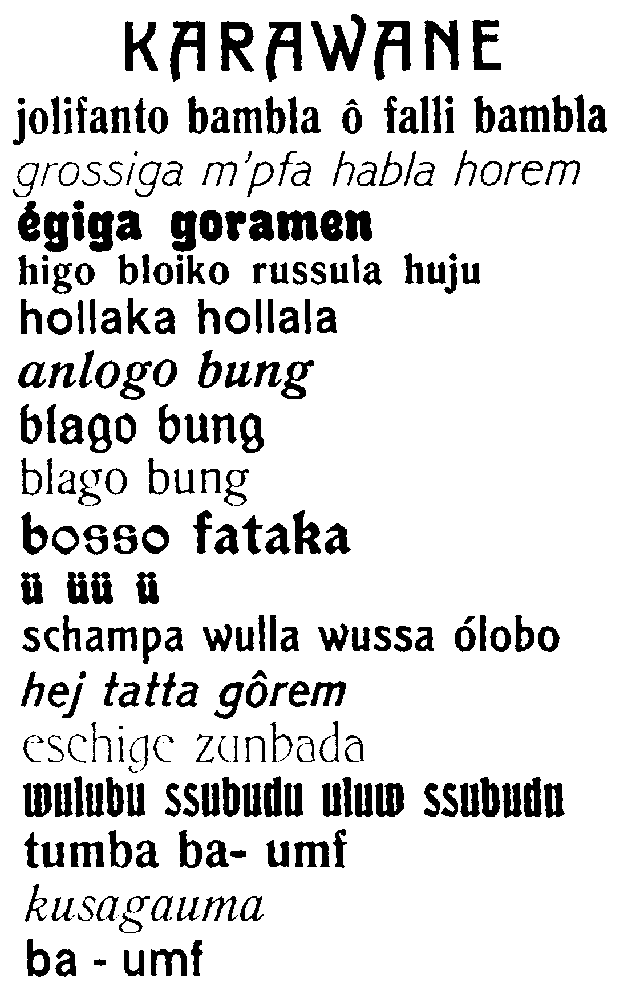 KARAWANE
jolifanto bambla ô falli bambla
grossiga m'pfa habla horem
égiga goramen
higo bloiko russula huju
hollaka hollala
anlogo bung
blago bung
blago bung
bosso fataka
ü üü ü
schampa wulla wussa ólobo
hej tatta gôrem
eschige zunbada
wulubu ssubudu uluw ssubudu
tumba ba- umf
kusagauma
ba - umf